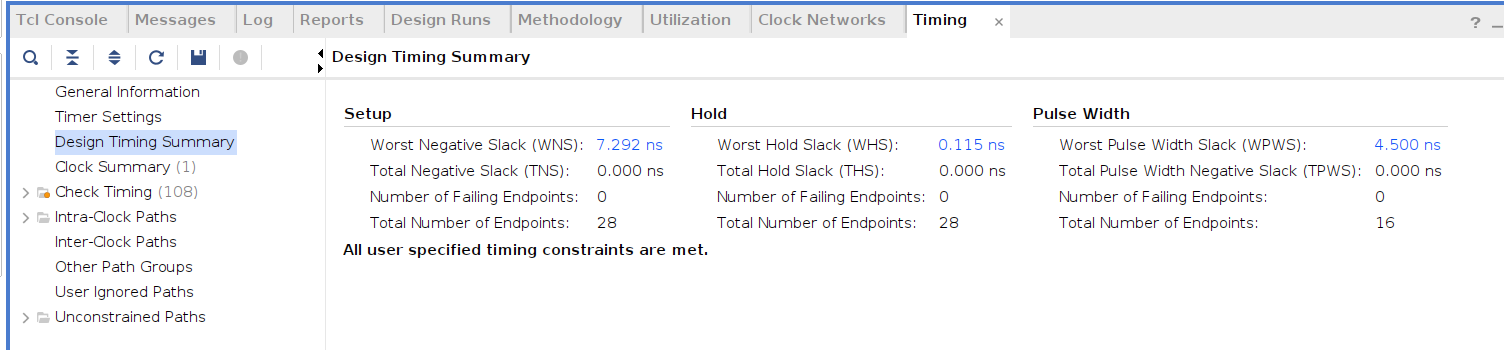 Tcl Console Messages Log Reports Design Runs Methodology Utilization Clock Networks Timing × ? _
Design Timing Summary
General Information
Timer Settings
Design Timing Summary
Clock Summary (1)
Check Timing (108)
Intra-Clock Paths
Inter-Clock Paths
Other Path Groups
User Ignored Paths
Unconstrained Paths
Setup
Worst Negative Slack (WNS): 7.292 ns
Total Negative Slack (TNS): 0.000 ns
Number of Failing Endpoints: 0
Total Number of Endpoints: 28
Hold
Worst Hold Slack (WHS): 0.115 ns
Total Hold Slack (THS): 0.000 ns
Number of Failing Endpoints: 0
Total Number of Endpoints: 28
Pulse Width
Worst Pulse Width Slack (WPWS): 4.500 ns
Total Pulse Width Negative Slack (TPWS): 0.000 ns
Number of Failing Endpoints: 0
Total Number of Endpoints: 16
All user specified timing constraints are met.